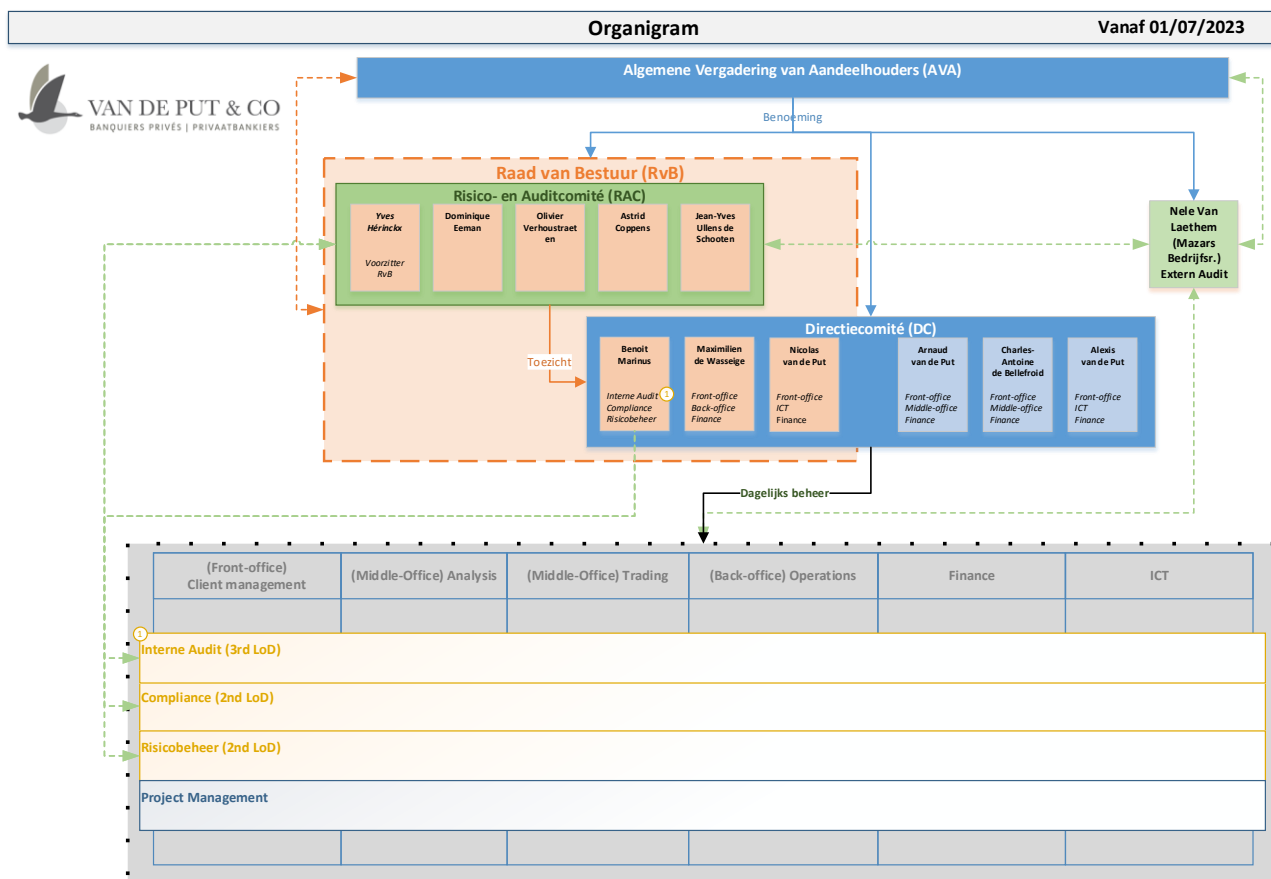 Organigram
Vanaf 01/07/2023
VAN DE PUT & CO
BANQUIERS PRIVÉS | PRIVAATBANKIERS
Algemene Vergadering van Aandeelhouders (AVA)
Benoeming
Raad van Bestuur (RvB)
Risico- en Auditcomité (RAC)
Yves
Hérinckx
Voorzitter
RvB
Dominique
Eeman
Olivier
Verhoustraet
en
Astrid
Coppens
Jean-Yves
Ullens de
Schooten
Nele Van
Laethem
(Mazars
Bedrijfsr.)
Extern Audit
Toezicht
Directiecomité (DC)
Benoit
Marinus
Interne Audit
Compliance
Risicobeheer
1
Maximilien
de Wasseige
Front-office
Back-office
Finance
Nicolas
van de Put
Front-office
ICT
Finance
Arnaud
van de Put
Front-office
Middle-office
Finance
Charles-
Antoine
de Bellefroid
Front-office
Middle-office
Finance
Alexis
van de Put
Front-office
ICT
Finance
Dagelijks beheer
(Front-office)
Client management
(Middle-Office) Analysis
(Middle-Office) Trading
(Back-office) Operations
Finance
ICT
1
Interne Audit (3rd LoD)
Compliance (2nd LoD)
Risicobeheer (2nd LoD)
Project Management